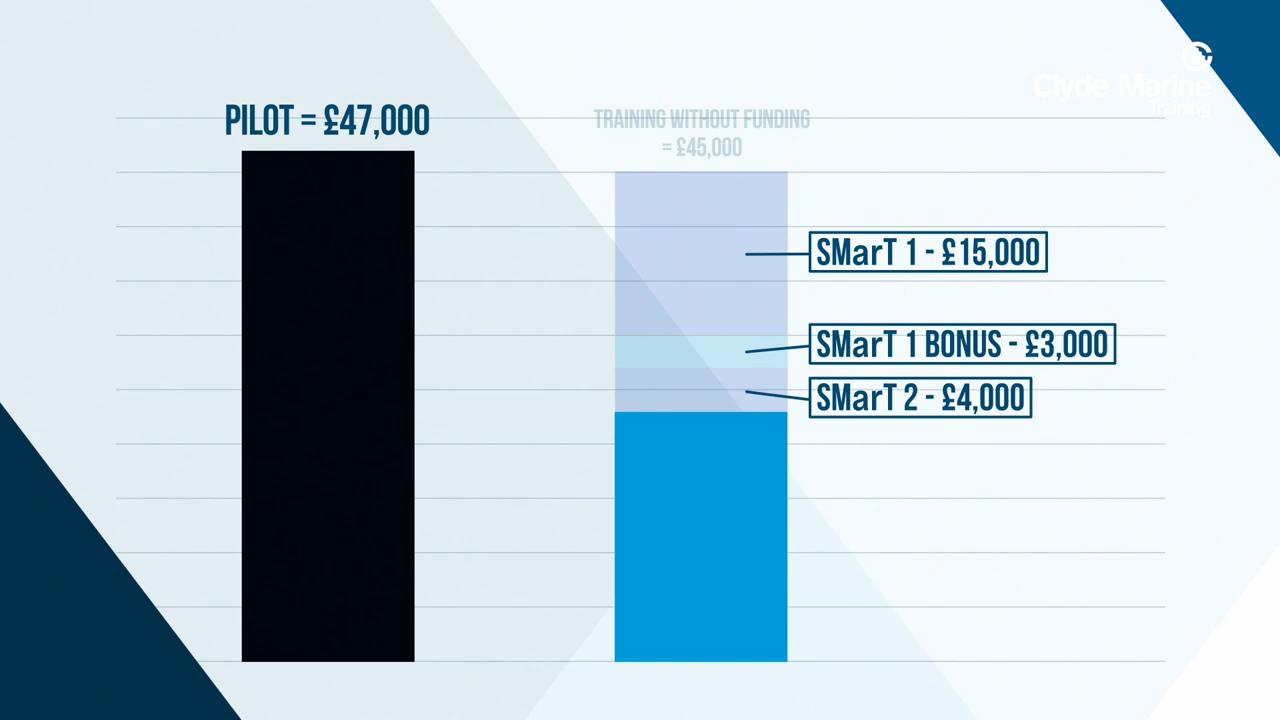 Clyde Marine
Training
PILOT = £47,000
TRAINING WITHOUT FUNDING
= £45,000
SMarT 1 - £15,000
SMarT 1 BONUS - £3,000
SMarT 2 - £4,000